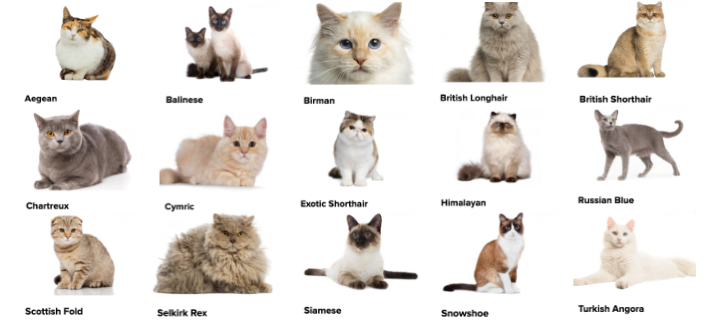 Aegean
Balinese
Birman
British Longhair
British Shorthair
Chartreux
Cymric
Exotic Shorthair
Himalayan
Russian Blue
Scottish Fold
Selkirk Rex
Siamese
Snowshoe
Turkish Angora